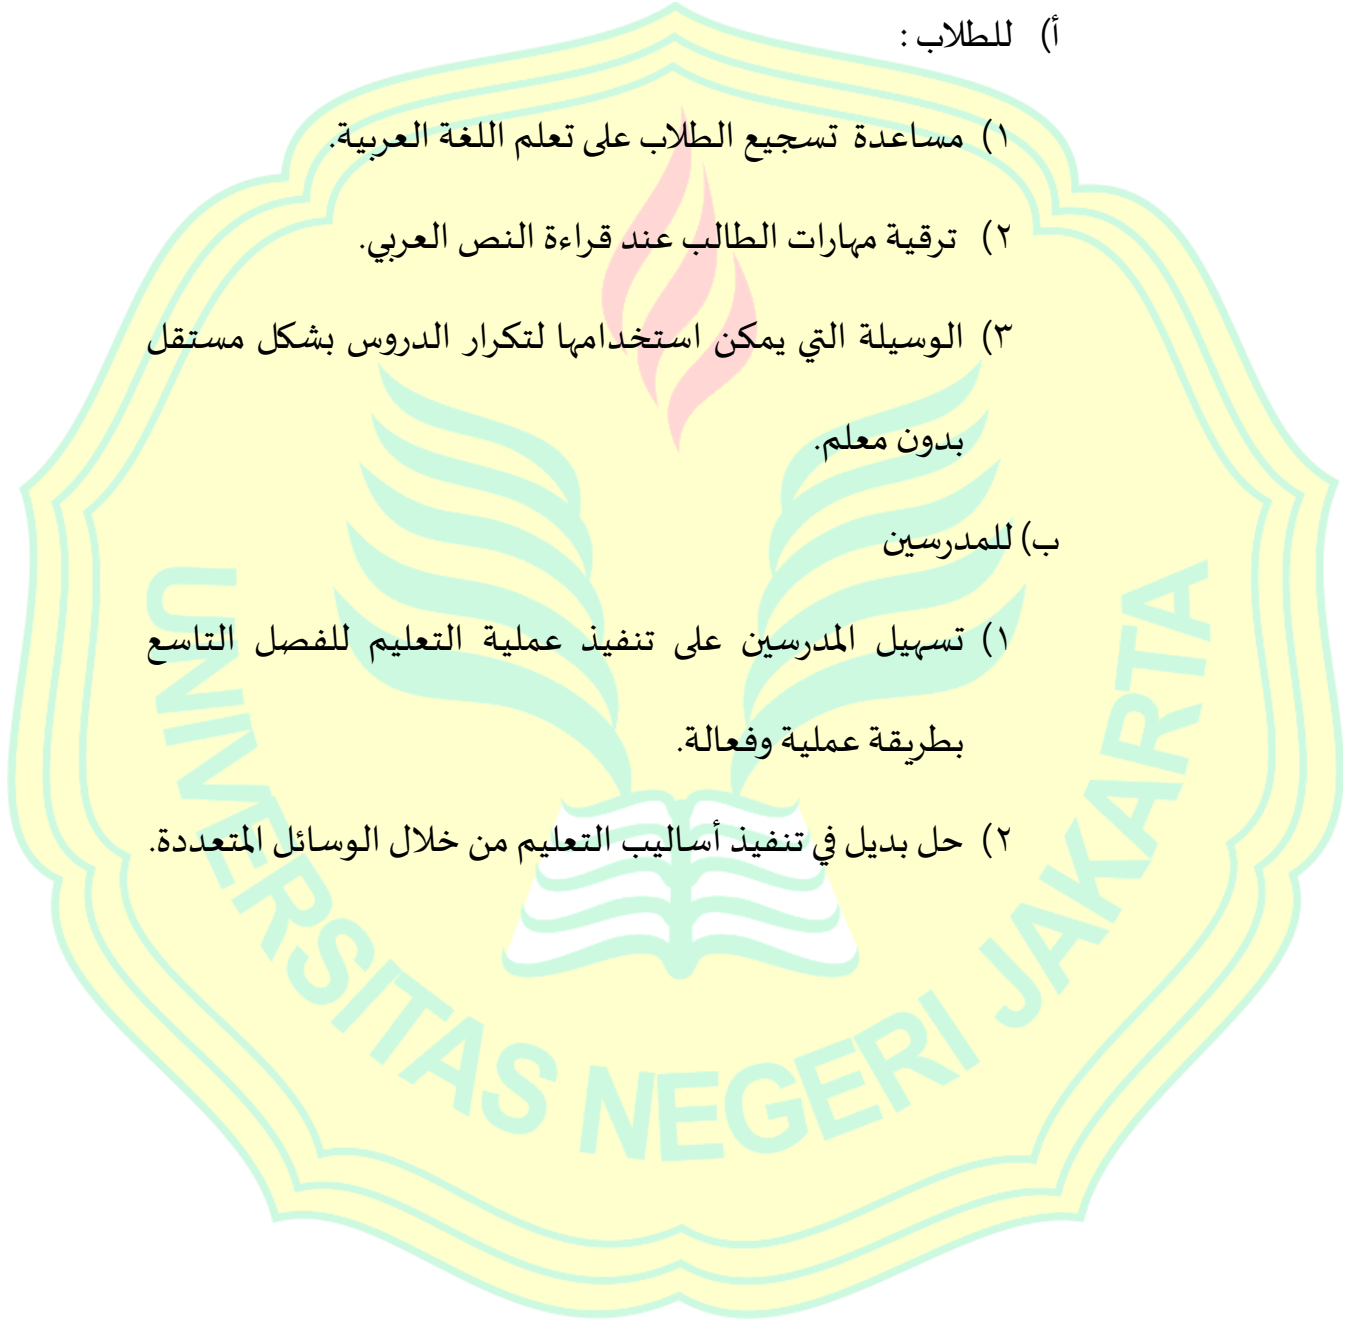 أ) للطلاب :
١) مساعدة تسجيع الطلاب على تعلم اللغة العربية.
٢) ترقية مهارات الطالب عند قراءة النص العربي.
٣) الوسيلة التي يمكن استخدامها لتكرار الدروس بشكل مستقل
بدون معلم.
ب) للمدرسين
١) تسهيل المدرسين على تنفيذ عملية التعليم للفصل التاسع
بطريقة عملية وفعالة.
٢) حل بديل في تنفيذ أساليب التعليم من خلال الوسائل المتعددة.
UNIVERSITAS NEGERI JAKARTA